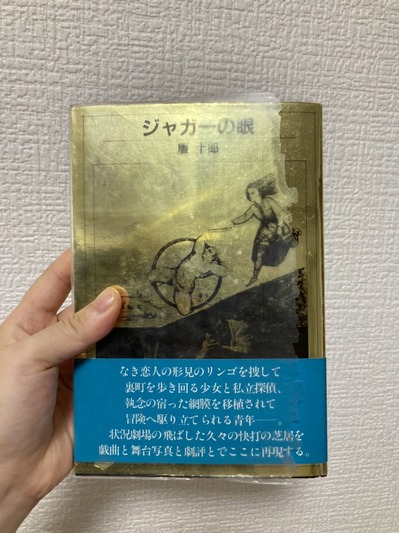 ジャガーの眼
唐 十郎
なき恋人の形見のリンゴを捜して
裏町を歩き回る少女と私立探偵、
執念の宿った網膜を移植されて
冒険へ駆り立てられる青年――。
状況劇場の飛ばした久々の快打の芝居を
戯曲と舞台写真と劇評とでここに再現する。